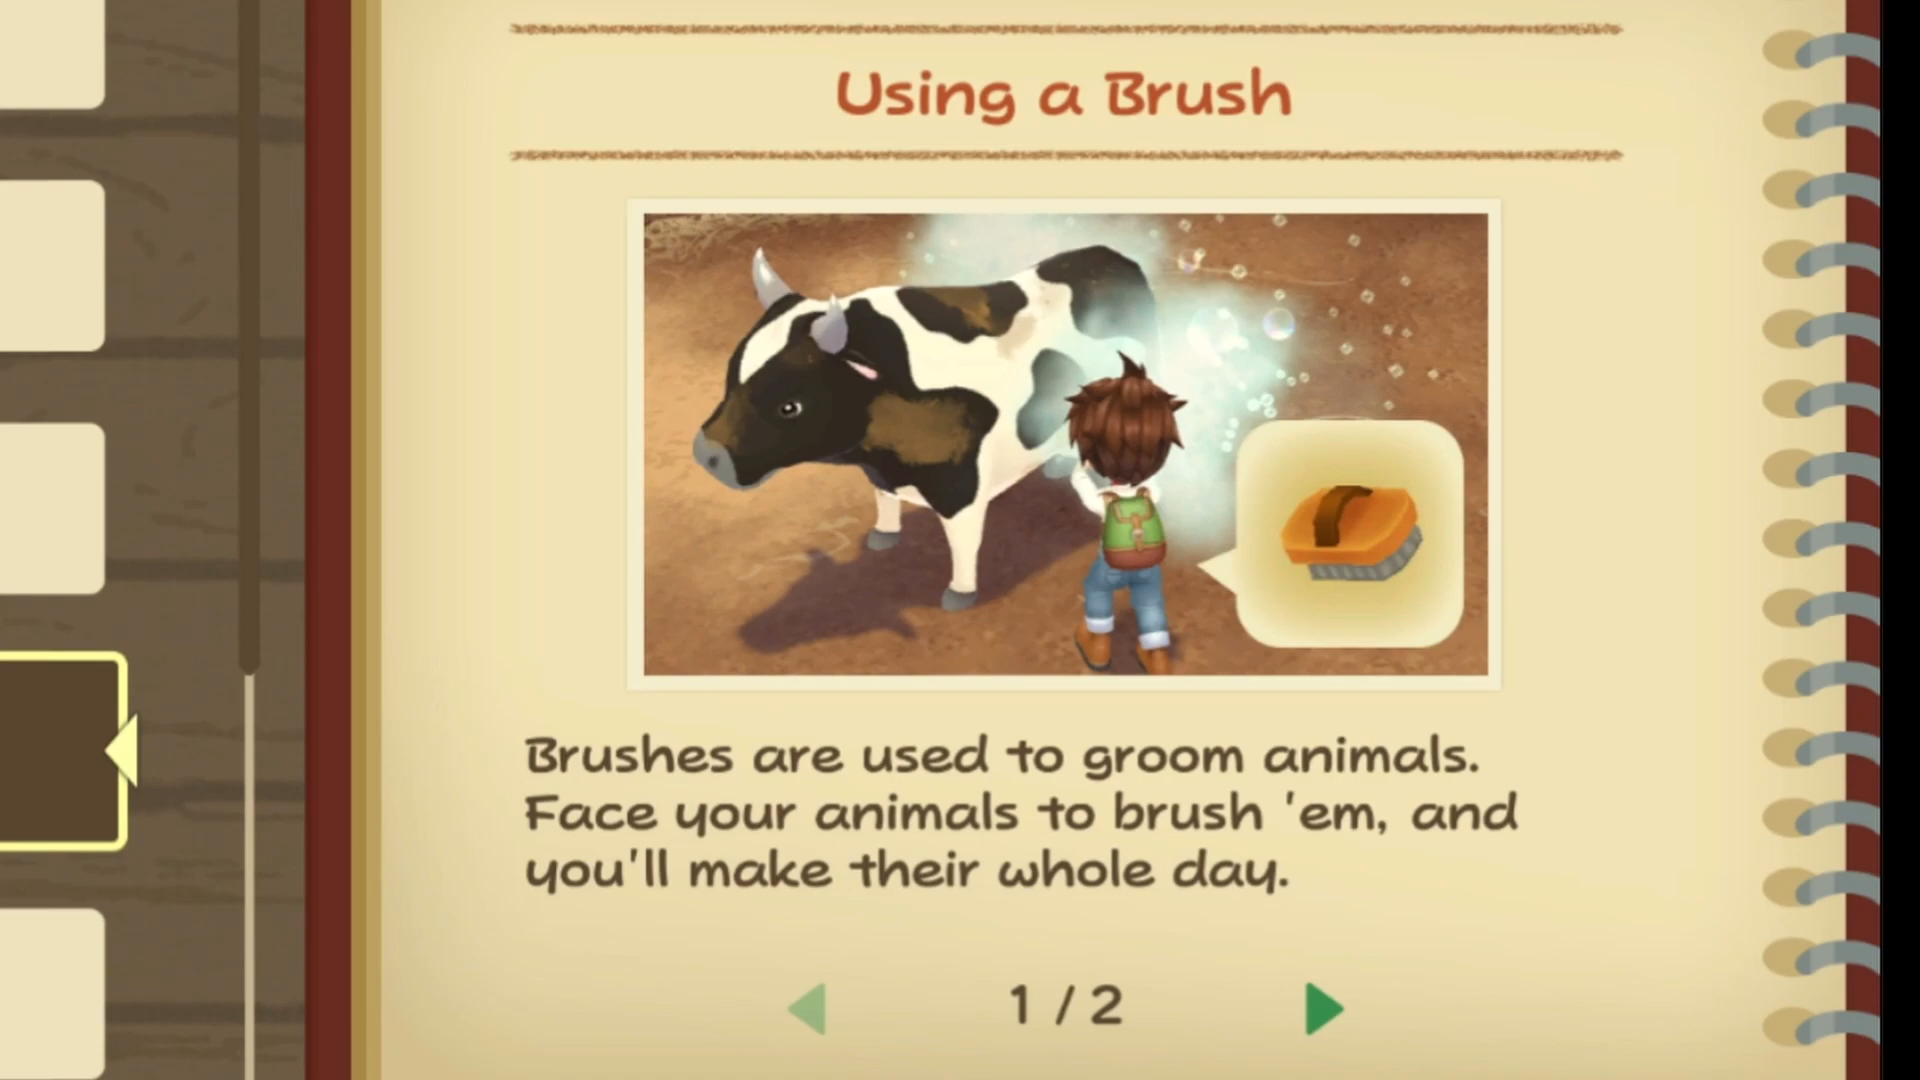 Using a Brush
Brushes are used to groom animals.
Face your animals to brush 'em, and
you'll make their whole day.
1 / 2